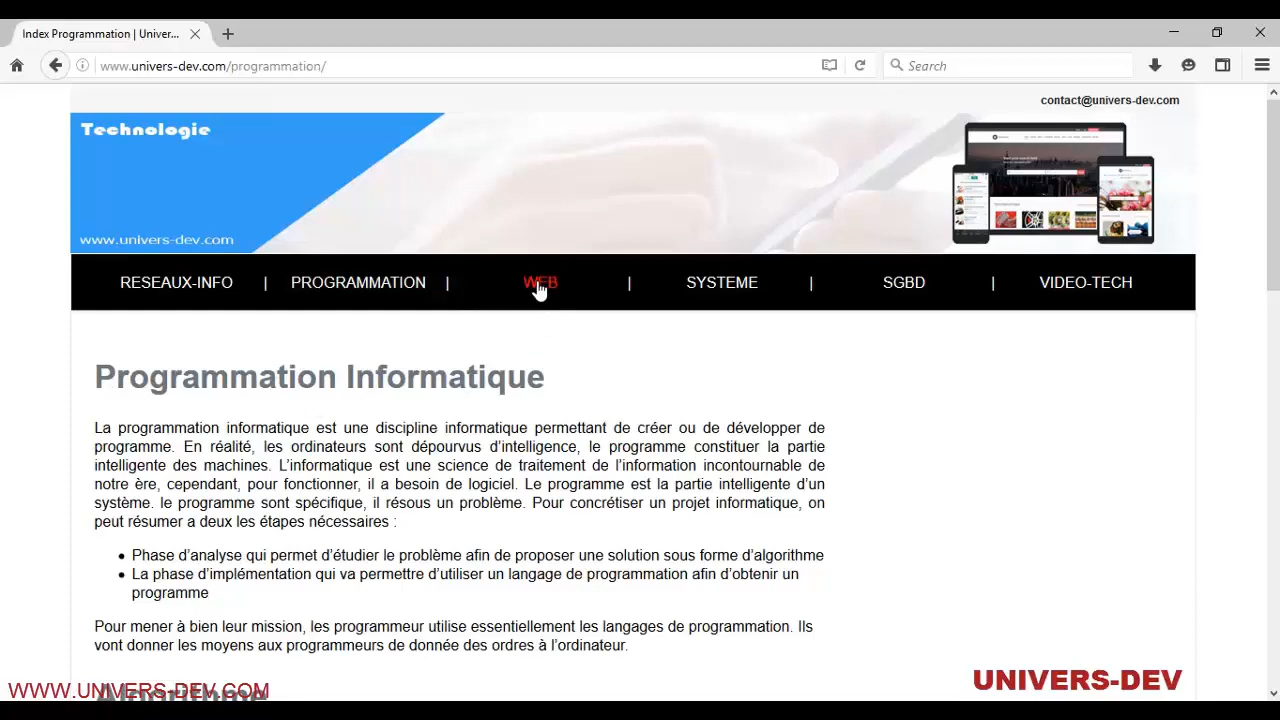 Index Programmation | Univer...
www.univers-dev.com/programmation/
Search
contact@univers-dev.com
Technologie
www.univers-dev.com
RESEAUX-INFO | PROGRAMMATION | WEB | SYSTEME | SGBD | VIDEO-TECH
Programmation Informatique
La programmation informatique est une discipline informatique permettant de créer ou de développer de
programme. En réalité, les ordinateurs sont dépourvus d'intelligence, le programme constituer la partie
intelligente des machines. L'informatique est une science de traitement de l'information incontournable de
notre ère, cependant, pour fonctionner, il a besoin de logiciel. Le programme est la partie intelligente d'un
système. le programme sont spécifique, il résous un problème. Pour concrétiser un projet informatique, on
peut résumer a deux les étapes nécessaires :
• Phase d'analyse qui permet d'étudier le problème afin de proposer une solution sous forme d'algorithme
• La phase d'implémentation qui va permettre d'utiliser un langage de programmation afin d'obtenir un
programme
Pour mener à bien leur mission, les programmeur utilise essentiellement les langages de programmation. Ils
vont donner les moyens aux programmeurs de donnée des ordres à l'ordinateur.
Algorithme
WWW.UNIVERS-DEV.COM
UNIVERS-DEV